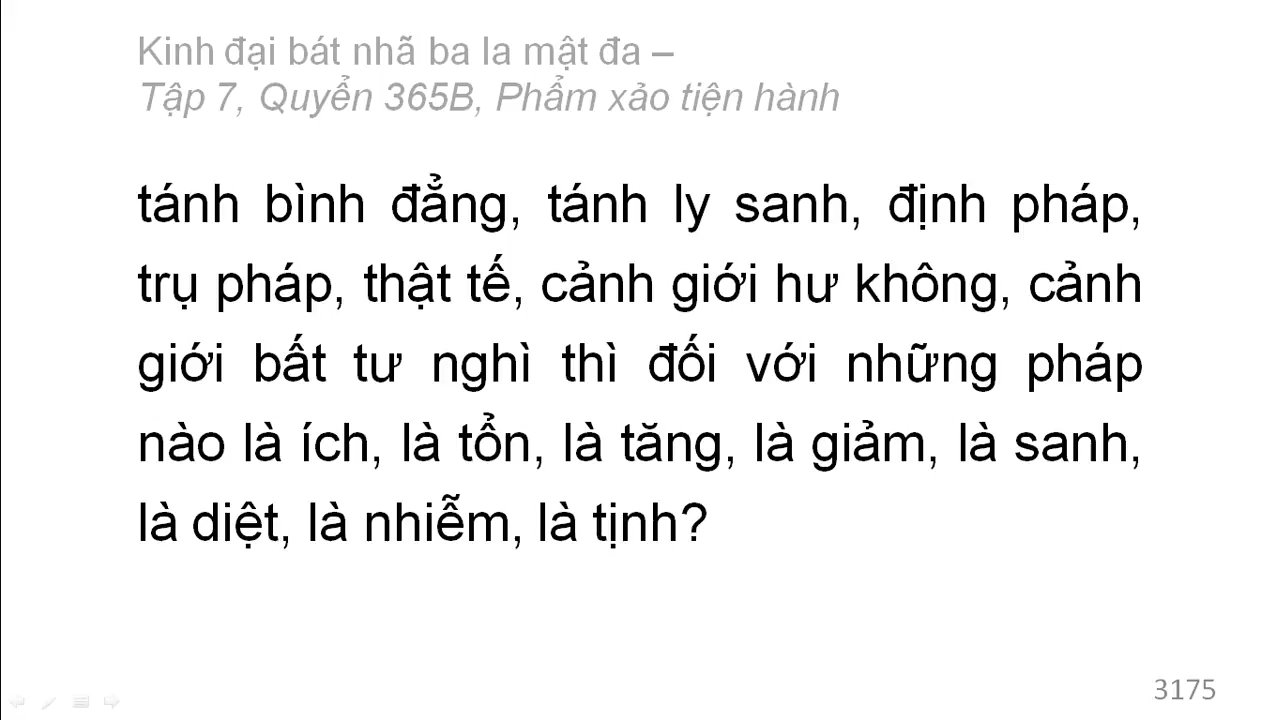 Kinh đại bát nhã ba la mật đa –
Tập 7, Quyển 365B, Phẩm xảo tiện hành
tánh bình đẳng, tánh ly sanh, định pháp,
trụ pháp, thật tế, cảnh giới hư không, cảnh
giới bất tư nghì thì đối với những pháp
nào là ích, là tổn, là tăng, là giảm, là sanh,
là diệt, là nhiễm, là tịnh?
3175